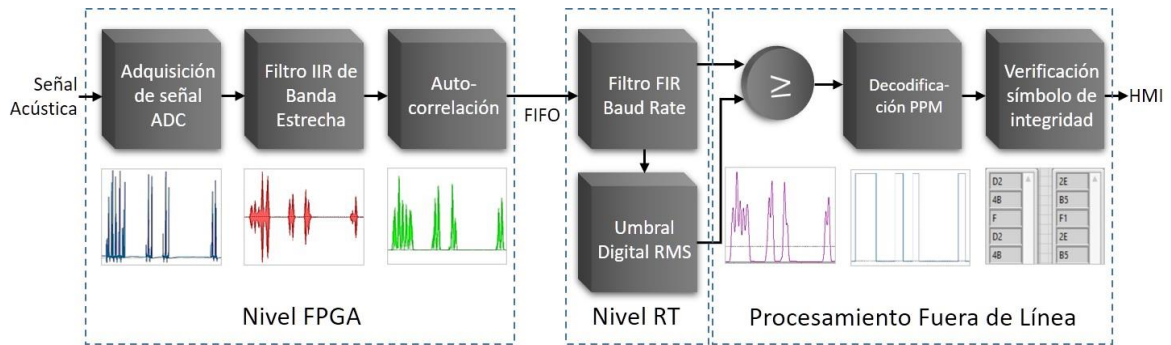 Señal
Acústica
Adquisición
de señal
ADC
Filtro IIR de
Banda
Estrecha
Auto-
correlación
FIFO
Nivel FPGA
Filtro FIR
Baud Rate
Umbral
Digital RMS
Nivel RT
≥
Decodifica-
ción PPM
Verificación
símbolo de
integridad
HMI
D2
4B
F
D2
4B
2E
B5
F1
2E
B5
Procesamiento Fuera de Línea